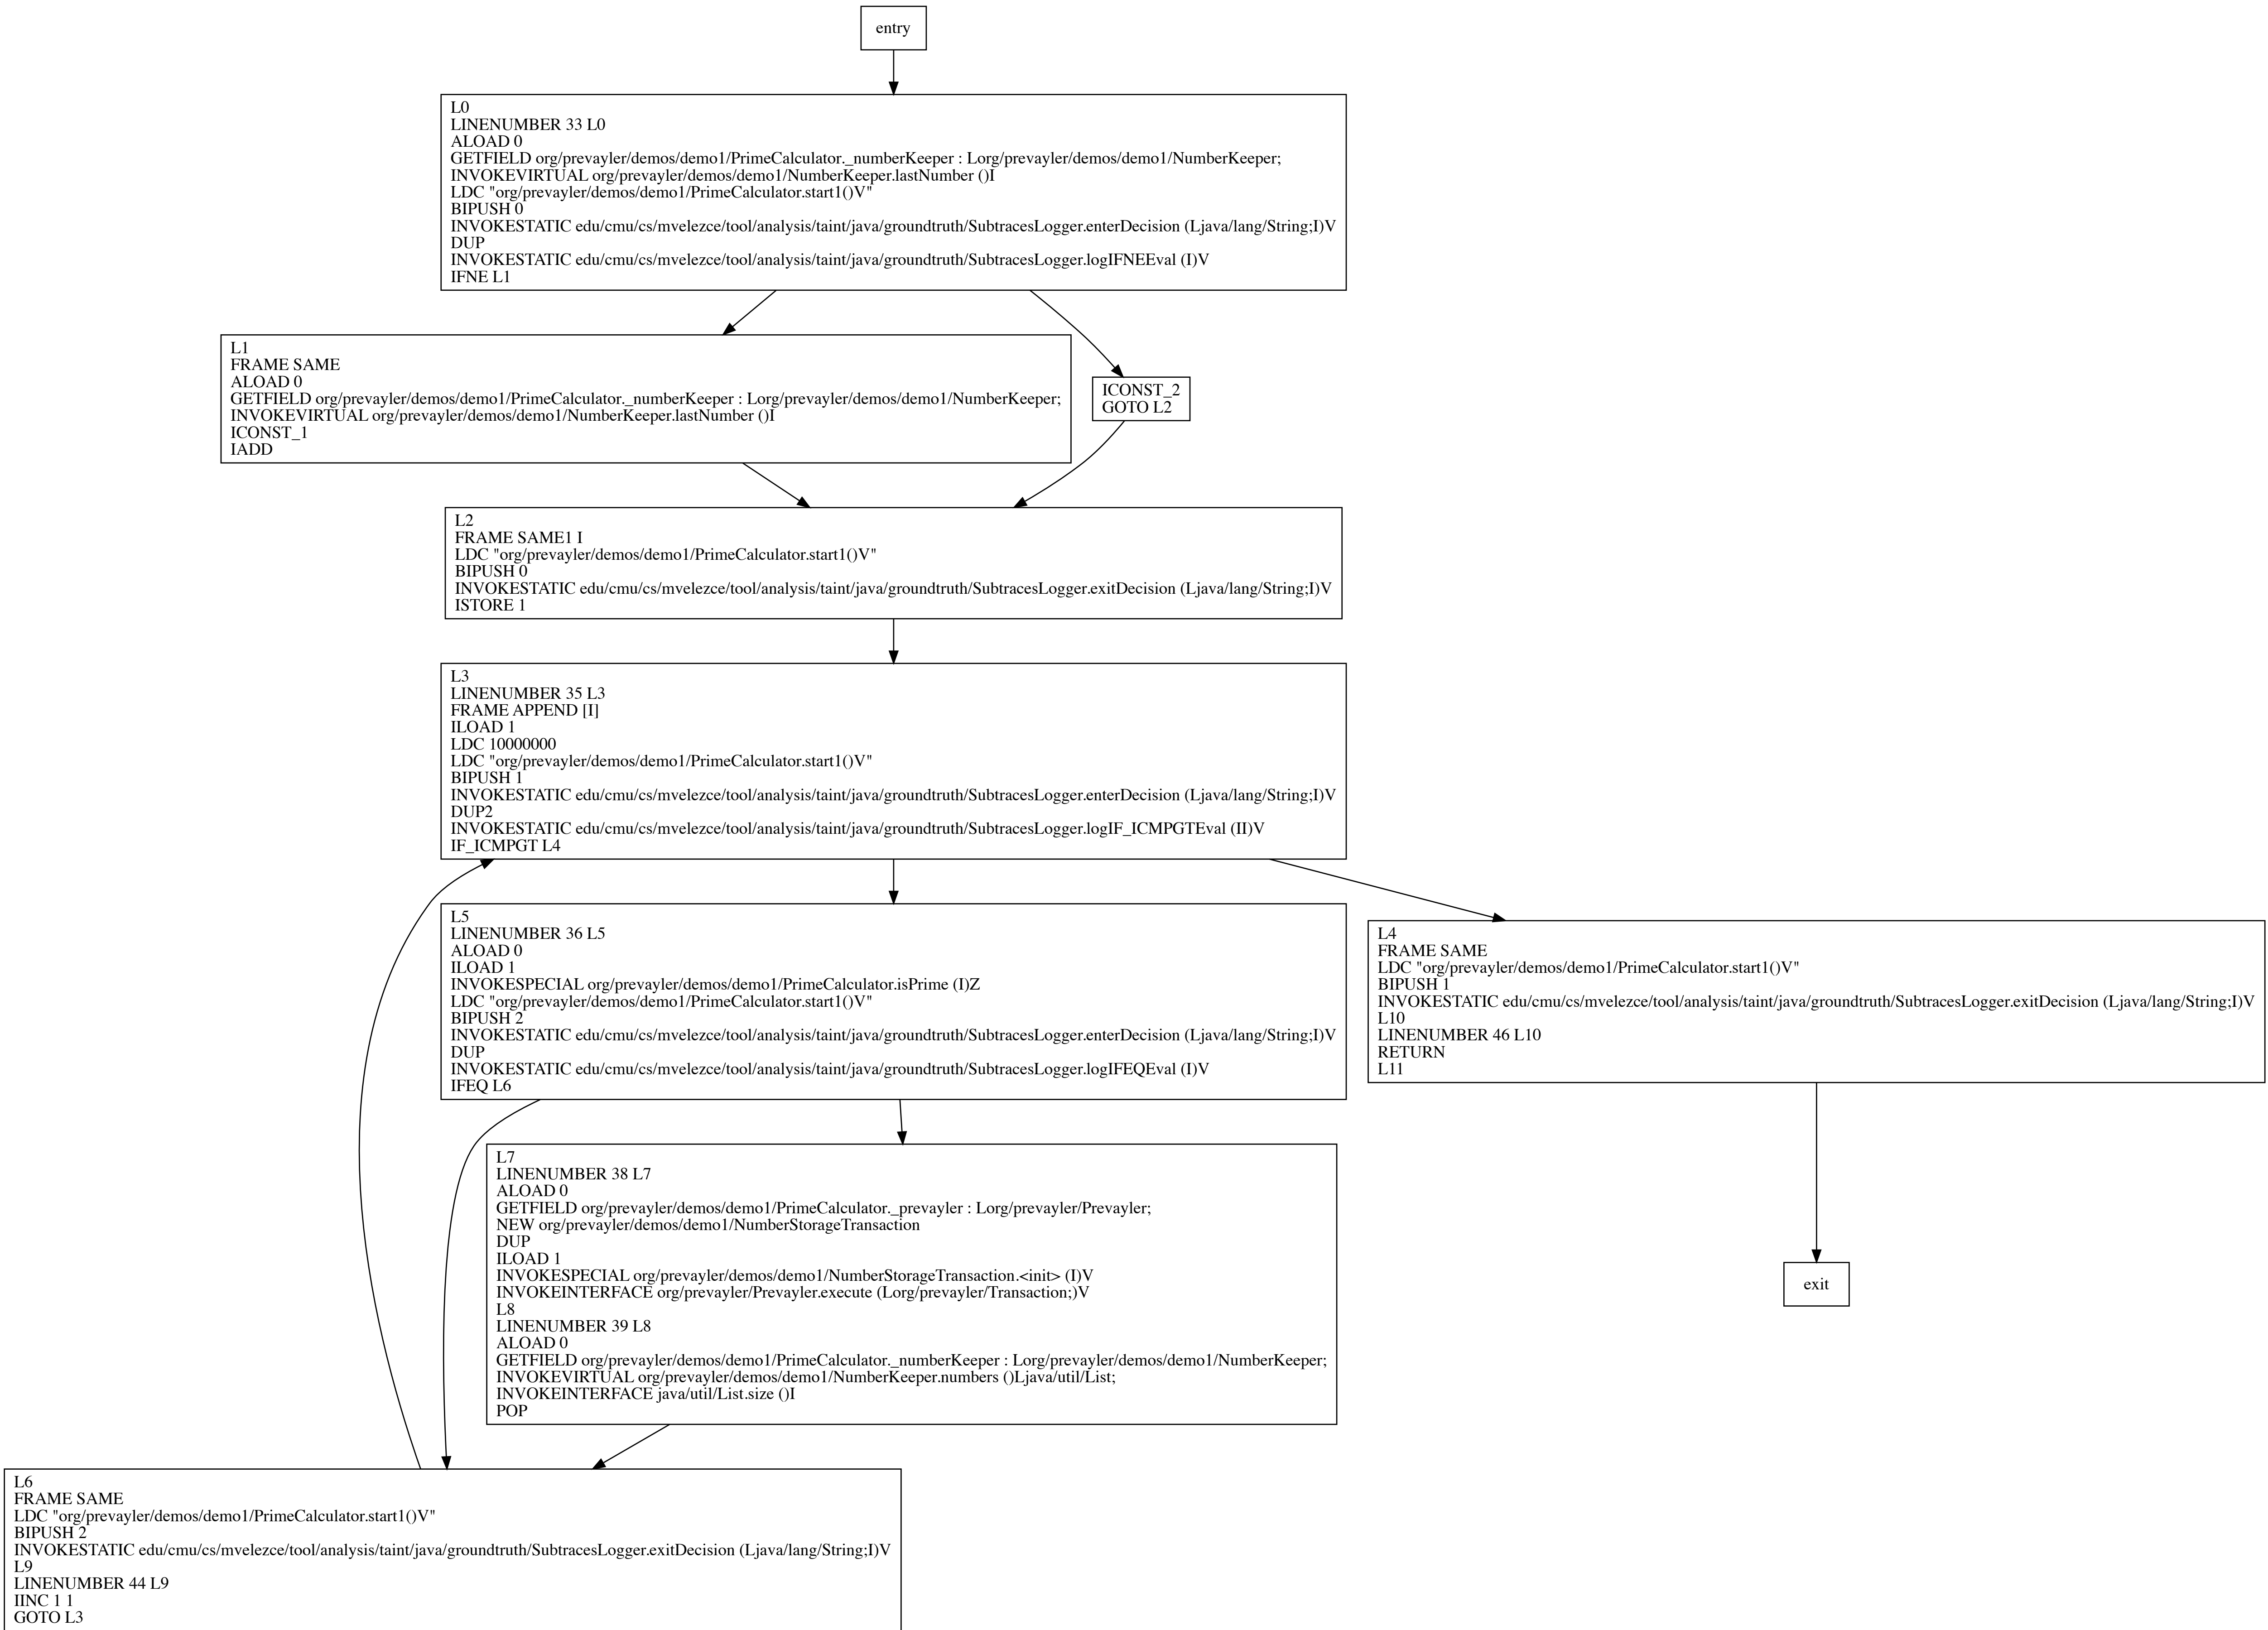 entry
L0
LINENUMBER 33 L0
ALOAD 0
GETFIELD org/prevayler/demos/demo1/PrimeCalculator._numberKeeper : Lorg/prevayler/demos/demo1/NumberKeeper;
INVOKEVIRTUAL org/prevayler/demos/demo1/NumberKeeper.lastNumber ()I
LDC "org/prevayler/demos/demo1/PrimeCalculator.start1()V"
BIPUSH 0
INVOKESTATIC edu/cmu/cs/mvelezce/tool/analysis/taint/java/groundtruth/SubtracesLogger.enterDecision (Ljava/lang/String;I)V
DUP
INVOKESTATIC edu/cmu/cs/mvelezce/tool/analysis/taint/java/groundtruth/SubtracesLogger.logIFNEEval (I)V
IFNE L1
L1
FRAME SAME
ALOAD 0
GETFIELD org/prevayler/demos/demo1/PrimeCalculator._numberKeeper : Lorg/prevayler/demos/demo1/NumberKeeper;
INVOKEVIRTUAL org/prevayler/demos/demo1/NumberKeeper.lastNumber ()I
ICONST_1
IADD
ICONST_2
GOTO L2
L2
FRAME SAME1 I
LDC "org/prevayler/demos/demo1/PrimeCalculator.start1()V"
BIPUSH 0
INVOKESTATIC edu/cmu/cs/mvelezce/tool/analysis/taint/java/groundtruth/SubtracesLogger.exitDecision (Ljava/lang/String;I)V
ISTORE 1
L3
LINENUMBER 35 L3
FRAME APPEND [I]
ILOAD 1
LDC 10000000
LDC "org/prevayler/demos/demo1/PrimeCalculator.start1()V"
BIPUSH 1
INVOKESTATIC edu/cmu/cs/mvelezce/tool/analysis/taint/java/groundtruth/SubtracesLogger.enterDecision (Ljava/lang/String;I)V
DUP2
INVOKESTATIC edu/cmu/cs/mvelezce/tool/analysis/taint/java/groundtruth/SubtracesLogger.logIF_ICMPGTEval (II)V
IF_ICMPGT L4
L5
LINENUMBER 36 L5
ALOAD 0
ILOAD 1
INVOKESPECIAL org/prevayler/demos/demo1/PrimeCalculator.isPrime (I)Z
LDC "org/prevayler/demos/demo1/PrimeCalculator.start1()V"
BIPUSH 2
INVOKESTATIC edu/cmu/cs/mvelezce/tool/analysis/taint/java/groundtruth/SubtracesLogger.enterDecision (Ljava/lang/String;I)V
DUP
INVOKESTATIC edu/cmu/cs/mvelezce/tool/analysis/taint/java/groundtruth/SubtracesLogger.logIFEQEval (I)V
IFEQ L6
L4
FRAME SAME
LDC "org/prevayler/demos/demo1/PrimeCalculator.start1()V"
BIPUSH 1
INVOKESTATIC edu/cmu/cs/mvelezce/tool/analysis/taint/java/groundtruth/SubtracesLogger.exitDecision (Ljava/lang/String;I)V
L10
LINENUMBER 46 L10
RETURN
L11
L7
LINENUMBER 38 L7
ALOAD 0
GETFIELD org/prevayler/demos/demo1/PrimeCalculator._prevayler : Lorg/prevayler/Prevayler;
NEW org/prevayler/demos/demo1/NumberStorageTransaction
DUP
ILOAD 1
INVOKESPECIAL org/prevayler/demos/demo1/NumberStorageTransaction.<init> (I)V
INVOKEINTERFACE org/prevayler/Prevayler.execute (Lorg/prevayler/Transaction;)V
L8
LINENUMBER 39 L8
ALOAD 0
GETFIELD org/prevayler/demos/demo1/PrimeCalculator._numberKeeper : Lorg/prevayler/demos/demo1/NumberKeeper;
INVOKEVIRTUAL org/prevayler/demos/demo1/NumberKeeper.numbers ()Ljava/util/List;
INVOKEINTERFACE java/util/List.size ()I
POP
exit
L6
FRAME SAME
LDC "org/prevayler/demos/demo1/PrimeCalculator.start1()V"
BIPUSH 2
INVOKESTATIC edu/cmu/cs/mvelezce/tool/analysis/taint/java/groundtruth/SubtracesLogger.exitDecision (Ljava/lang/String;I)V
L9
LINENUMBER 44 L9
IINC 1 1
GOTO L3